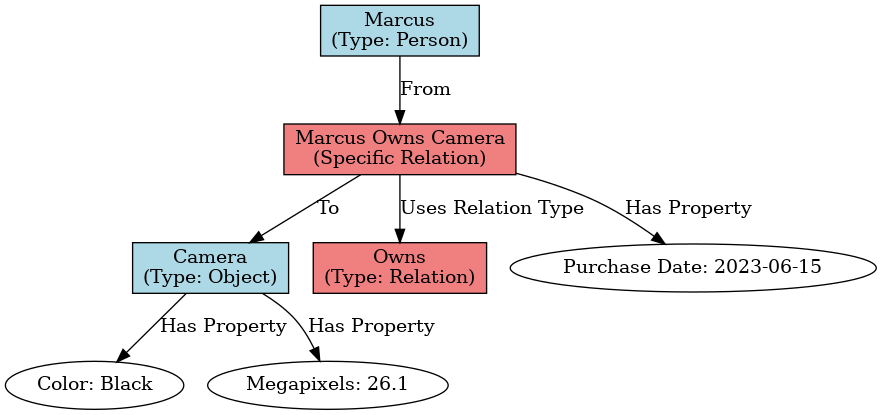 Marcus
(Type: Person)
From
Marcus Owns Camera
(Specific Relation)
To
Uses Relation Type
Has Property
Camera
(Type: Object)
Owns
(Type: Relation)
Purchase Date: 2023-06-15
Has Property
Has Property
Color: Black
Megapixels: 26.1